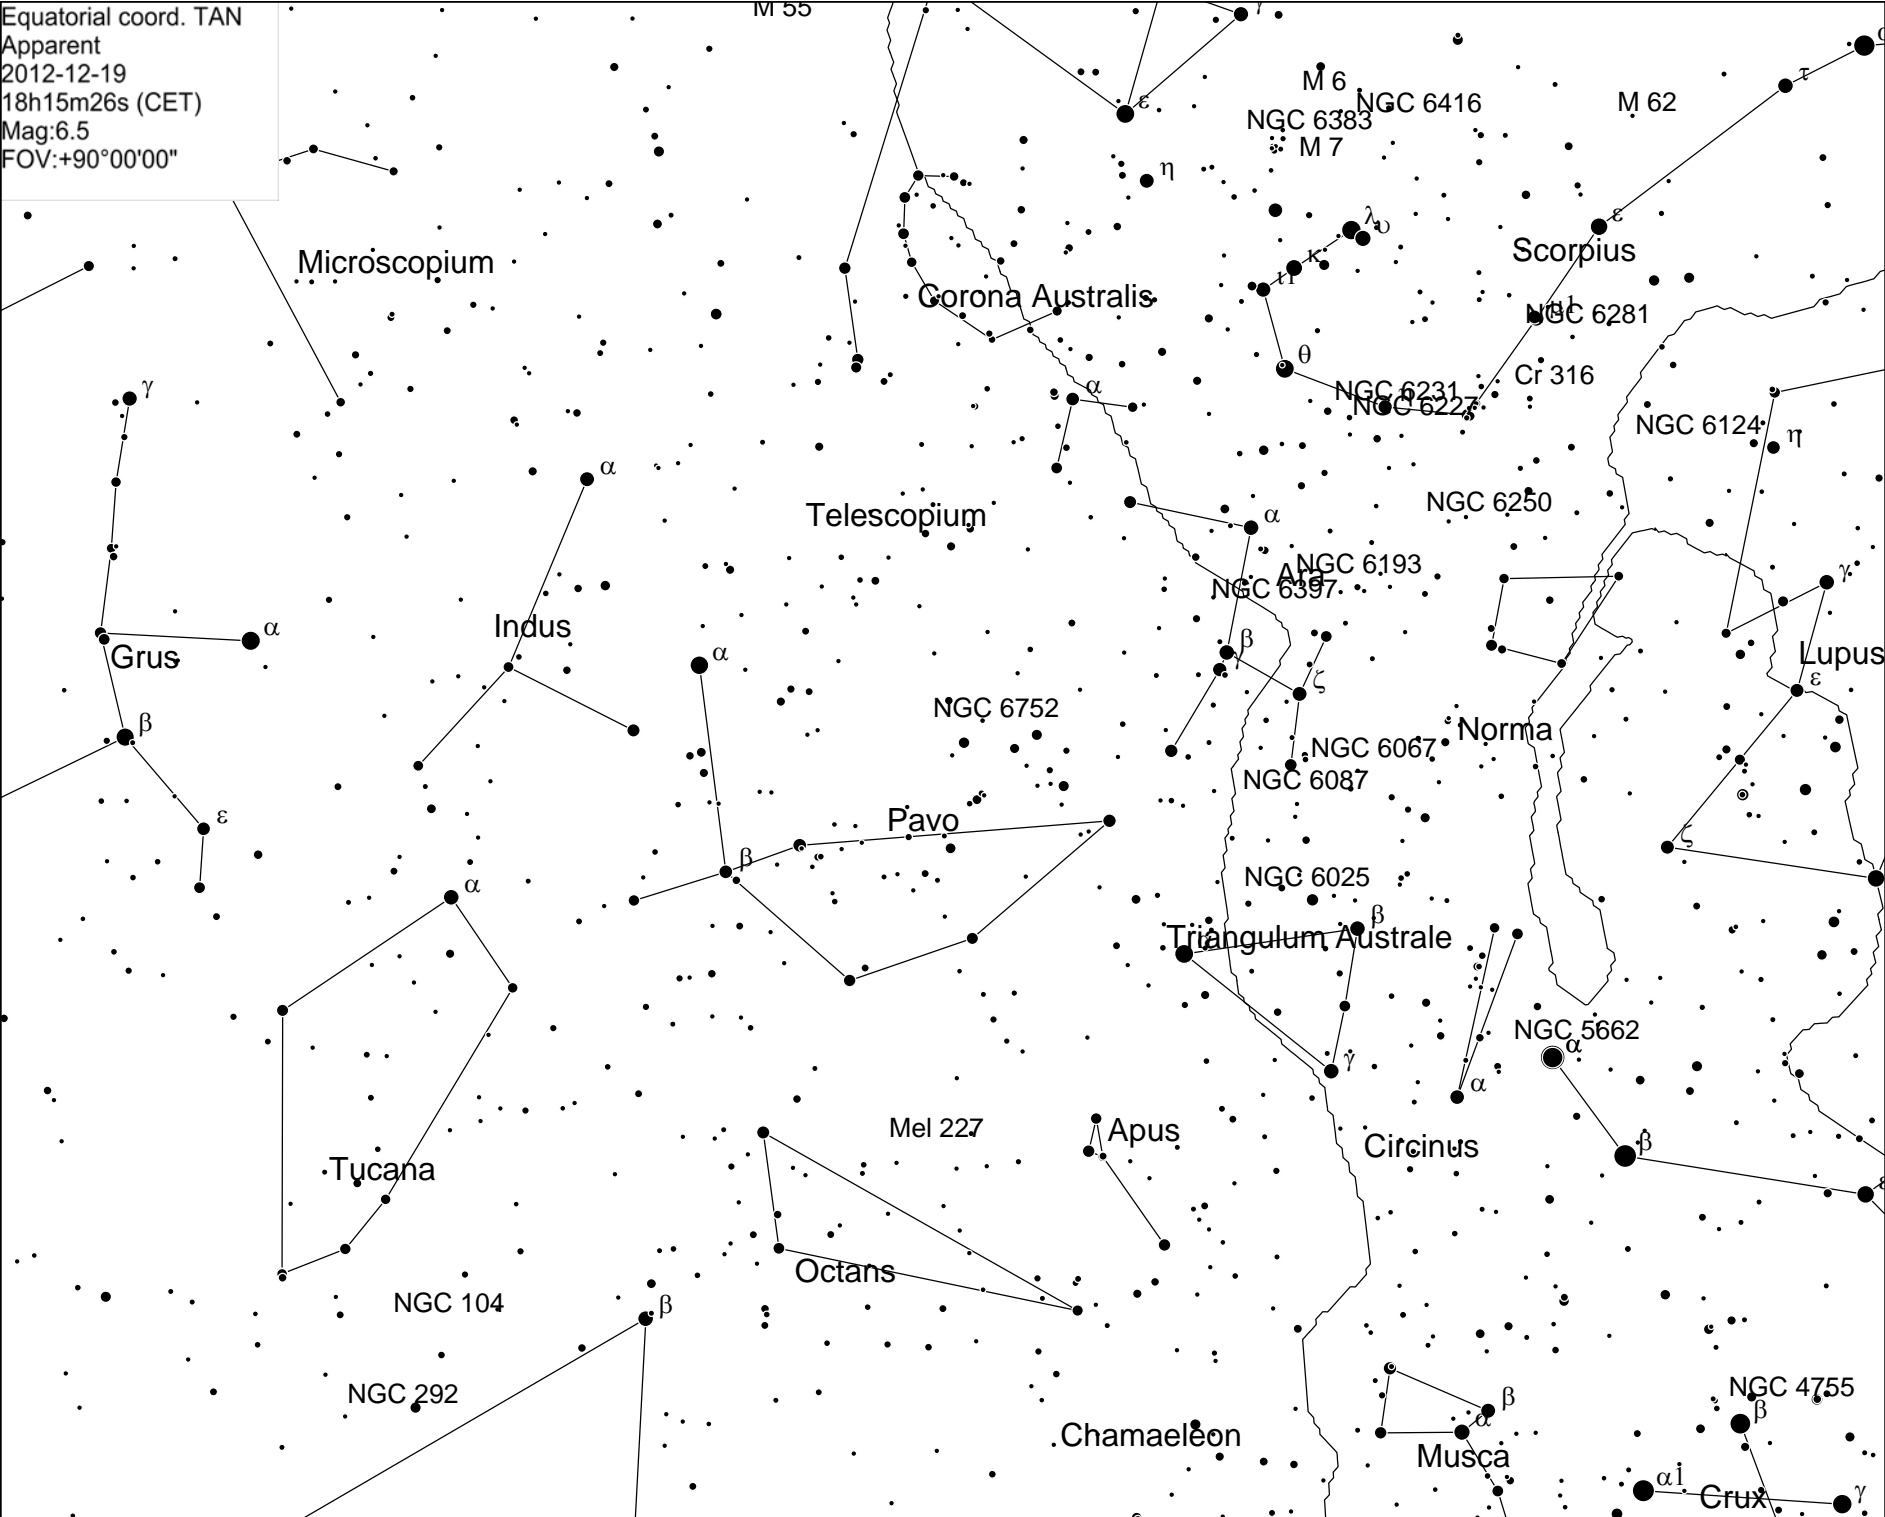 Equatorial coord. TAN
Apparent
2012-12-19
18h15m26s (CET)
Mag:6.5
FOV:+90°00'00"
M 55
γ
α
τ
M 6
NGC 6416
M 62
ε
NGC 6383
M 7
η
λ
υ
ε
Scorpius
Microscopium
κ
ι1
Corona Australis
μ1
NGC 6281
θ
Cr 316
γ
α
NGC 6231
η
NGC 6227
NGC 6124
η
α
NGC 6250
Telescopium
α
NGC 6193
Ara
NGC 6397
γ
Indus
α
β
Lupus
Grus
α
γ
ζ
ε
NGC 6752
β
Norma
NGC 6067
NGC 6087
ε
Pavo
β
ζ
α
NGC 6025
β
Triangulum Australe
α
NGC 5662
α
γ
α
Mel 227
Apus
Circinus
β
Tucana
ε
Octans
NGC 104
β
NGC 292
NGC 4755
β
β
α
Chamaeleon
Musca
α1
Crux
γ